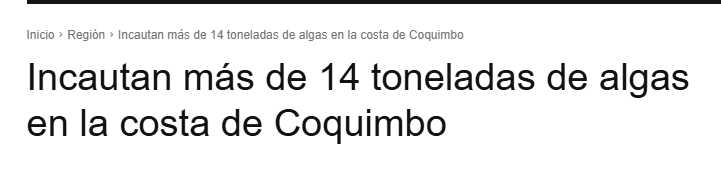 Inicio › Región › Incautan más de 14 toneladas de algas en la costa de Coquimbo
Incautan más de 14 toneladas de algas
en la costa de Coquimbo